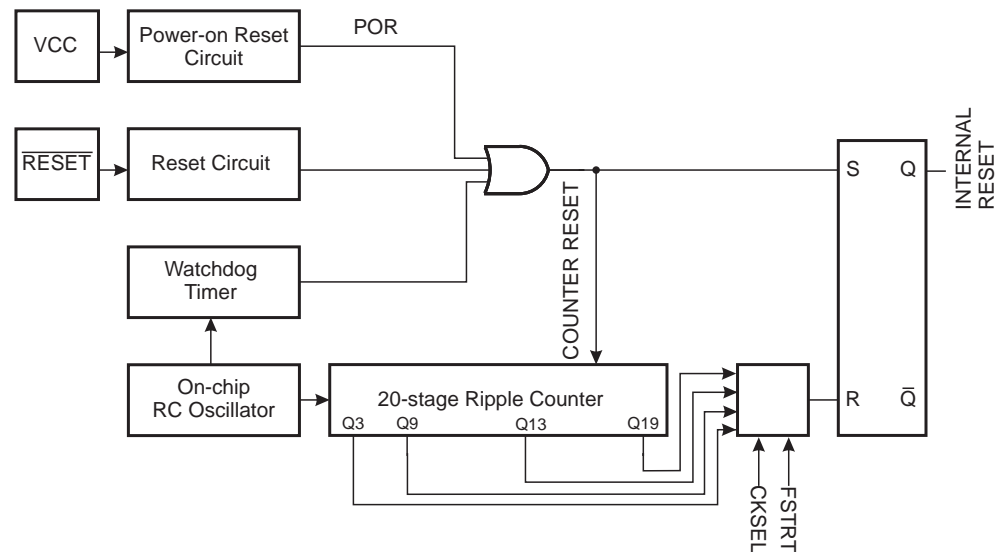 VCC
Power-on Reset
Circuit
POR
RESET
Reset Circuit
Watchdog
Timer
On-chip
RC Oscillator
COUNTER RESET
20-stage Ripple Counter
Q3 Q9 Q13 Q19
CKSEL
FSTRT
S Q
R Q
INTERNAL
RESET